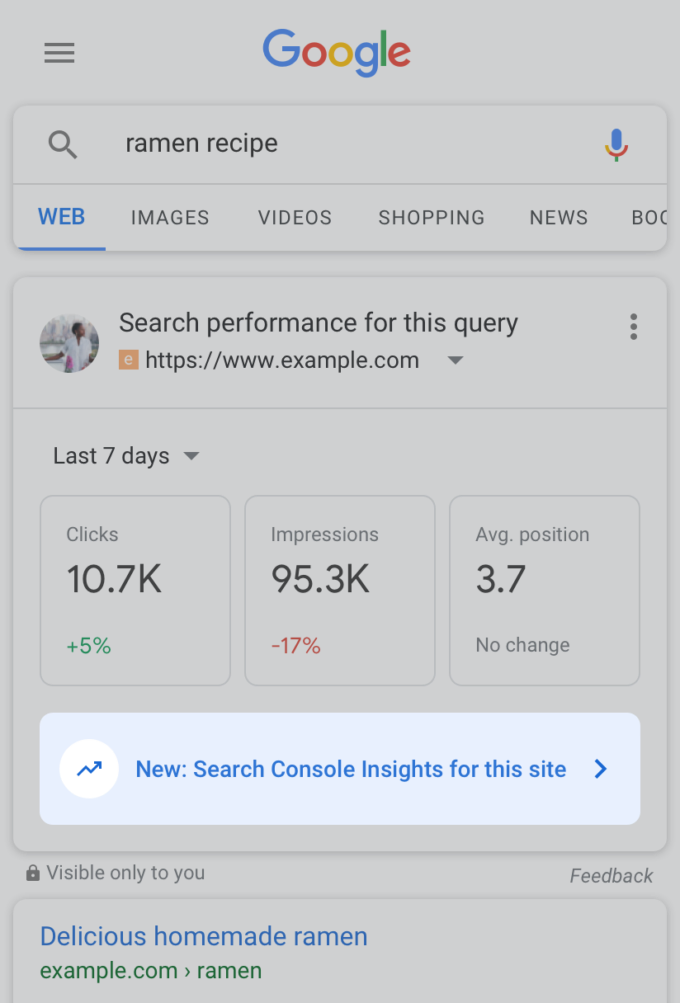 Google
ramen recipe
WEB IMAGES VIDEOS SHOPPING NEWS BOO
Search performance for this query
e https://www.example.com
Last 7 days
Clicks Impressions Avg. position
10.7K 95.3K 3.7
+5% -17% No change
New: Search Console Insights for this site
Visible only to you Feedback
Delicious homemade ramen
example.com › ramen